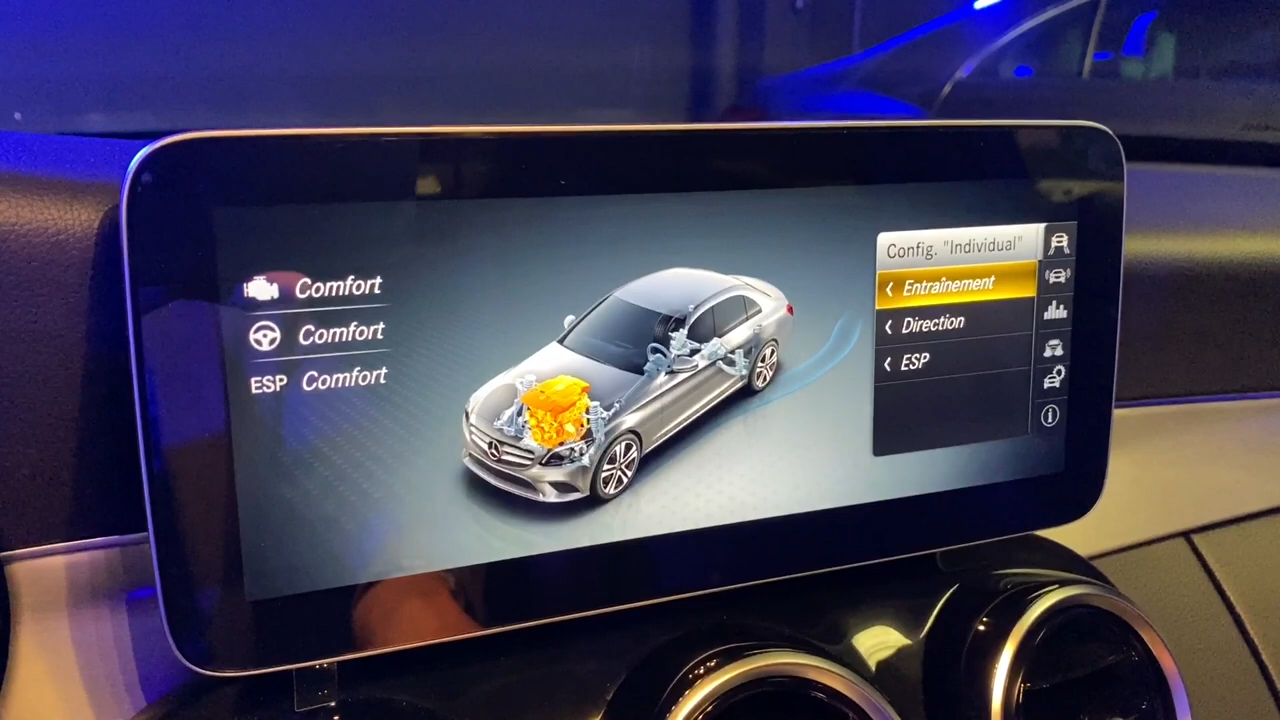 Comfort
Comfort
ESP Comfort
Config. "Individual"
Entraînement
Direction
ESP